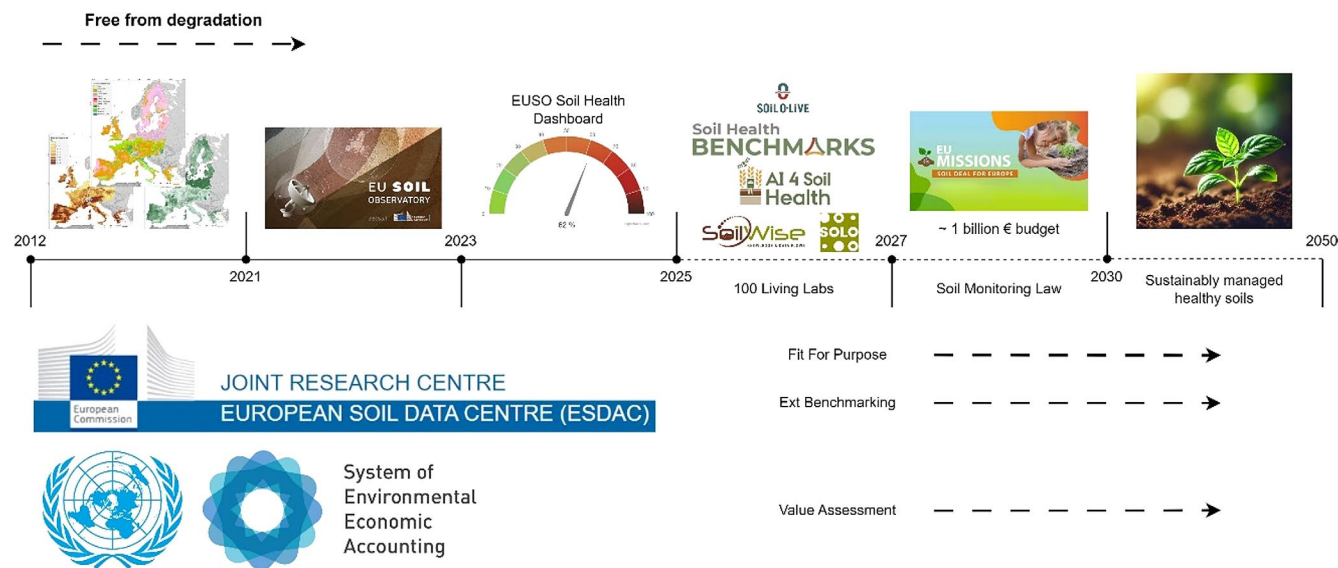 Free from degradation
EU SOIL
OBSERVATORY
EUSO Soil Health
Dashboard
62 %
SOIL O-LIVE
Soil Health
BENCHMARKS
AI 4 Soil
Health
SoilWise
SOLO
EU
MISSIONS
SOIL DEAL FOR EUROPE
~ 1 billion € budget
2012
2021
2023
2025
2027
2030
2050
100 Living Labs
Soil Monitoring Law
Sustainably managed
healthy soils
European
Commission
JOINT RESEARCH CENTRE
EUROPEAN SOIL DATA CENTRE (ESDAC)
System of
Environmental
Economic
Accounting
Fit For Purpose
Ext Benchmarking
Value Assessment